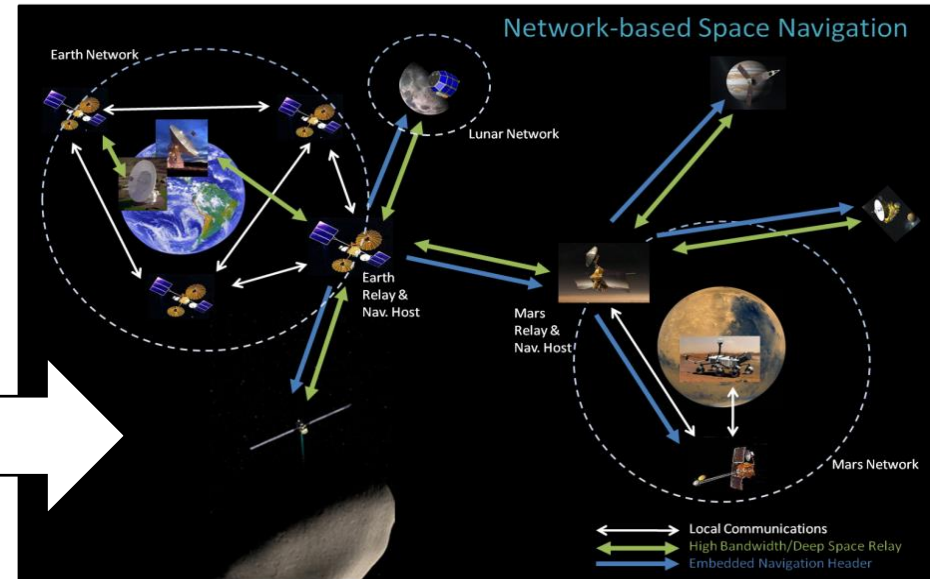 Network-based Space Navigation
Earth Network
Lunar Network
Earth
Relay &
Nav. Host
Mars
Relay &
Nav. Host
Mars Network
Local Communications
High Bandwidth/Deep Space Relay
Embedded Navigation Header